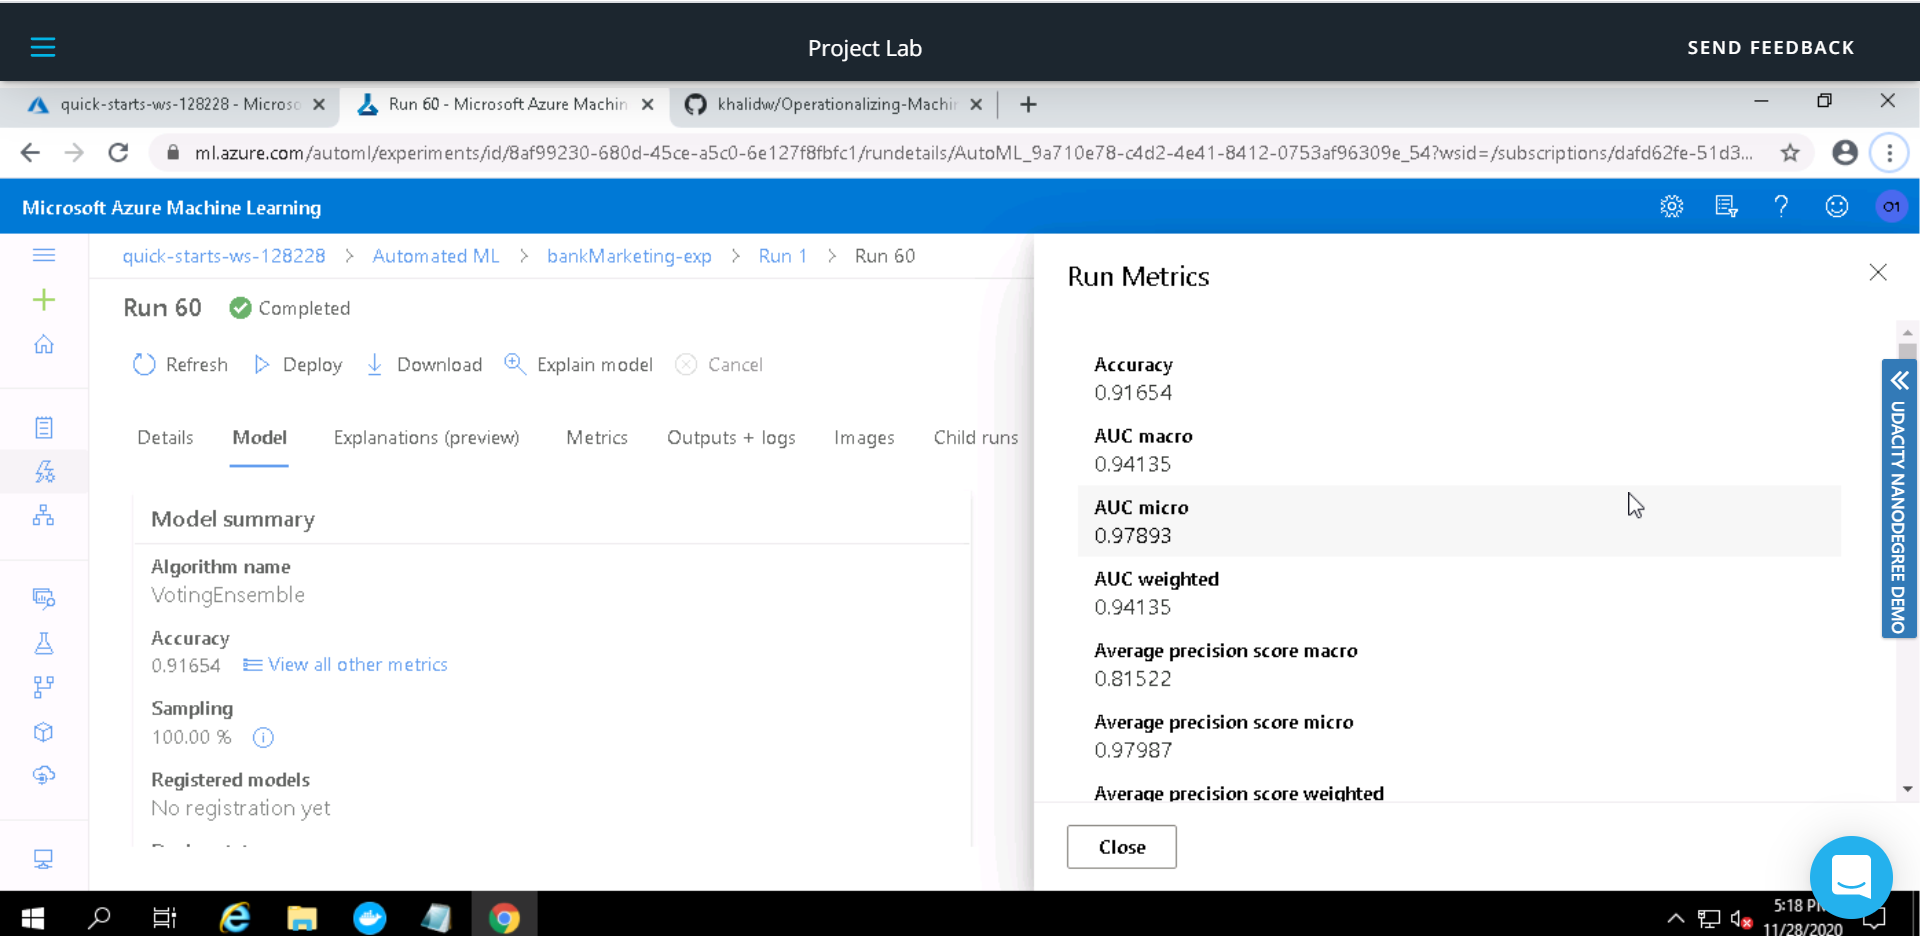 Project Lab
SEND FEEDBACK
quick-starts-ws-128228 - Microso
Run 60 - Microsoft Azure Machin
khalidw/Operationalizing-Machin
ml.azure.com/automl/experiments/id/8af99230-680d-45ce-a5c0-6e127f8fbfc1/rundetails/AutoML_9a710e78-c4d2-4e41-8412-0753af96309e_54?wsid=/subscriptions/dafd62fe-51d3...
Microsoft Azure Machine Learning
01
quick-starts-ws-128228 > Automated ML > bankMarketing-exp > Run 1 > Run 60
Run 60 Completed
Refresh Deploy Download Explain model Cancel
Details Model Explanations (preview) Metrics Outputs + logs Images Child runs
Model summary
Algorithm name
VotingEnsemble
Accuracy
0.91654 View all other metrics
Sampling
100.00 %
Registered models
No registration yet
Run Metrics
Accuracy
0.91654
AUC macro
0.94135
AUC micro
0.97893
AUC weighted
0.94135
Average precision score macro
0.81522
Average precision score micro
0.97987
Average precision score weighted
Close
UDACITY NANODEGREE DEMO
5:18 P
11/28/2020